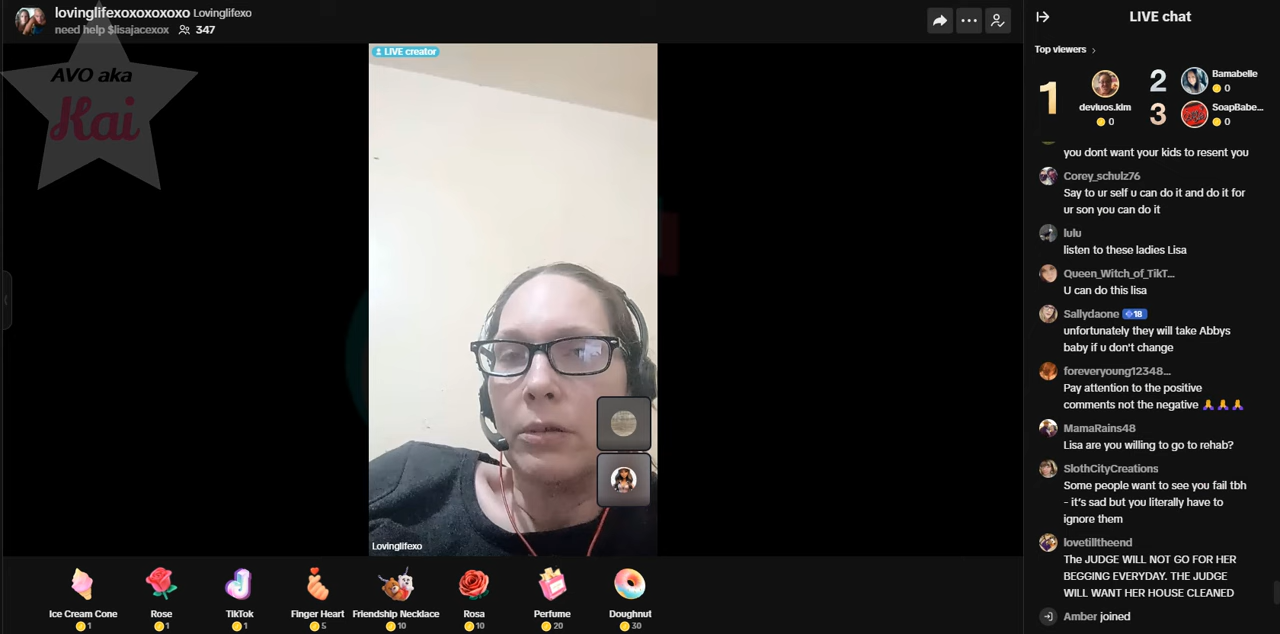 lovinglifexoxoxoxoxo Lovinglifexo
need help $lisajacexox 347
AVO aka
Kai
LIVE creator
Lovinglifexo
Ice Cream Cone
1
Rose
1
TikTok
1
Finger Heart
5
Friendship Necklace
10
Rosa
10
Perfume
20
Doughnut
30
LIVE chat
Top viewers
1
deviuos.kim
0
2
Bamabelle
0
3
SoapBabe...
0
you dont want your kids to resent you
Corey_schulz76
Say to ur self u can do it and do it for
ur son you can do it
lulu
listen to these ladies Lisa
Queen_Witch_of_TikT...
U can do this lisa
Sallydaone 18
unfortunately they will take Abbys
baby if u don't change
foreveryoung12348...
Pay attention to the positive
comments not the negative
MamaRains48
Lisa are you willing to go to rehab?
SlothCityCreations
Some people want to see you fail tbh
- it's sad but you literally have to
ignore them
lovetilltheend
The JUDGE WILL NOT GO FOR HER
BEGGING EVERYDAY. THE JUDGE
WILL WANT HER HOUSE CLEANED
Amber joined